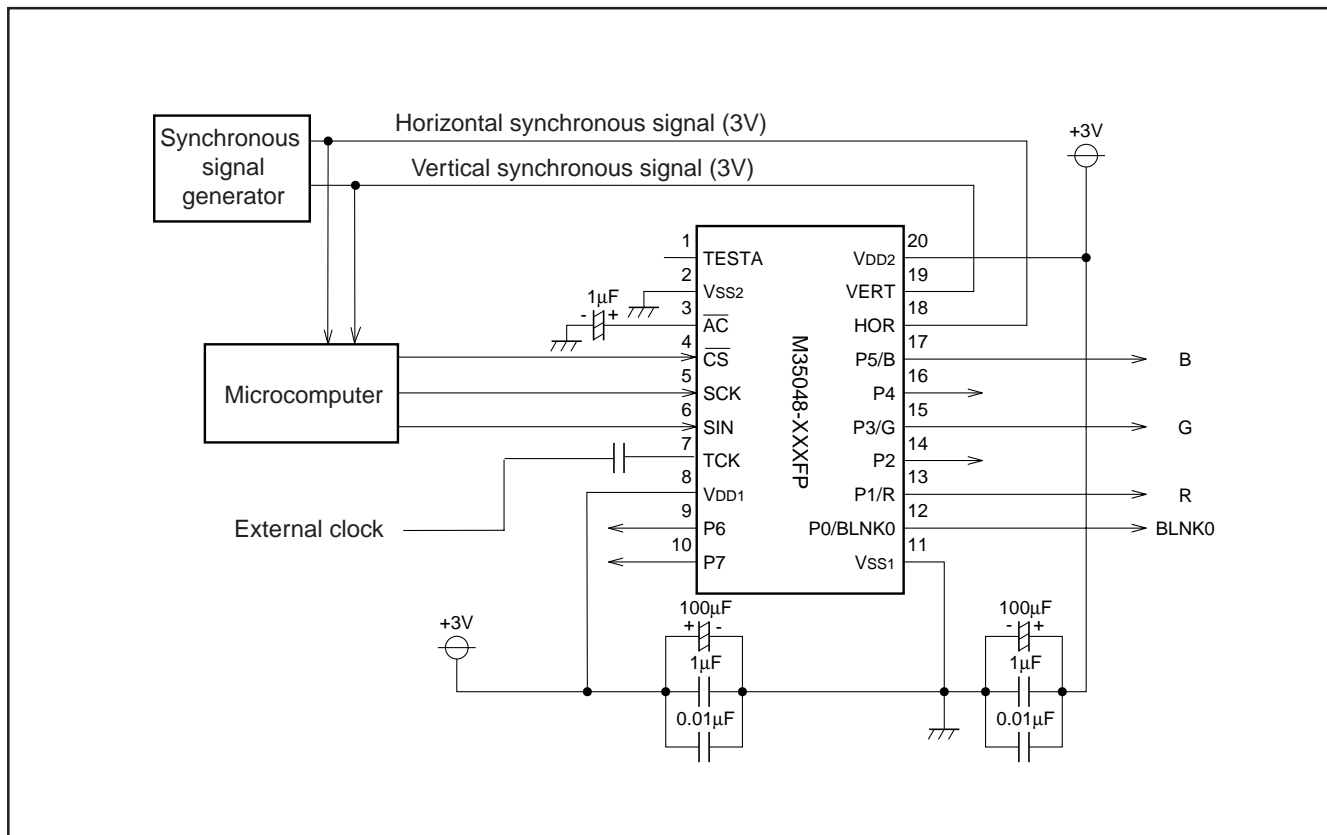 Horizontal synchronous signal (3V)
Synchronous
signal
generator
Vertical synchronous signal (3V)
+3V
1
TESTA
2
VSS2
1µF
- +
3
AC
4
CS
5
SCK
6
SIN
7
TCK
8
VDD1
9
P6
10
P7
M35048-XXXFP
20
VDD2
19
VERT
18
HOR
17
P5/B
B
16
P4
15
P3/G
G
14
P2
13
P1/R
R
12
P0/BLNK0
BLNK0
11
VSS1
Microcomputer
External clock
+3V
100µF
+ -
1µF
0.01µF
100µF
- +
1µF
0.01µF